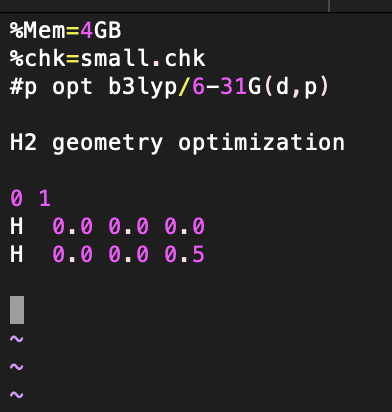 %Mem=4GB
%chk=small.chk
#p opt b3lyp/6-31G(d,p)
H2 geometry optimization
0 1
H  0.0 0.0 0.0
H  0.0 0.0 0.5
~
~
~